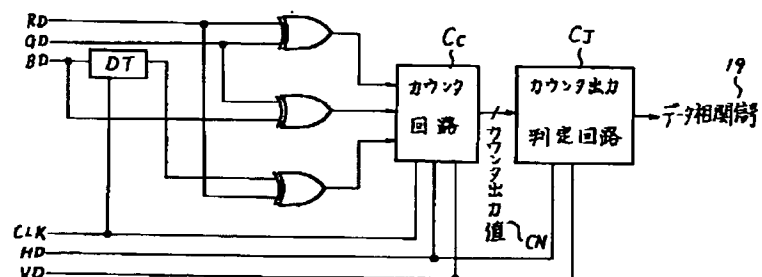 RD
GD
BD
DT
Cc
カウンタ
回路
CJ
カウンタ出力
判定回路
19
データ相関信号
カウンタ出力値
CN
CLK
HD
VD